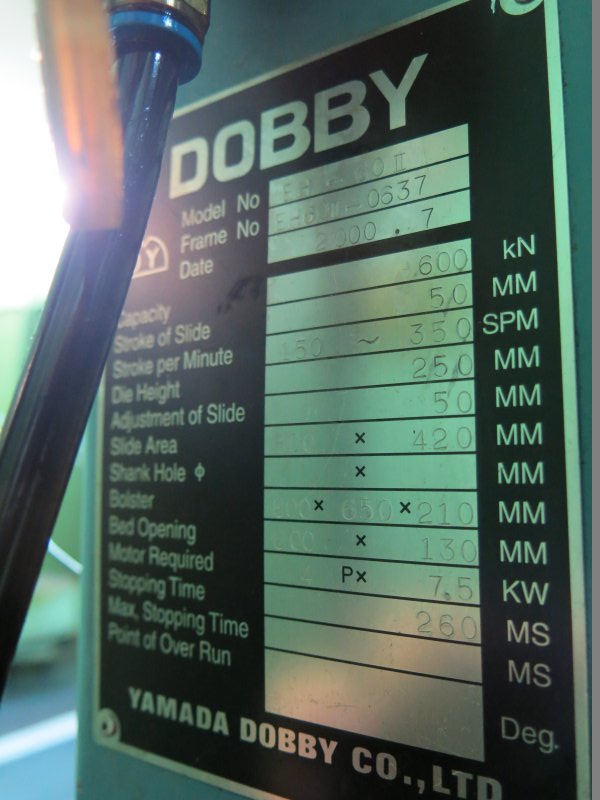 DOBBY
Model No
Frame No 0637
Date 2000 . 7
Capacity 600 kN
Stroke of Slide 50 MM
Stroke per Minute 150 ~ 350 SPM
Die Height 250 MM
Adjustment of Slide 50 MM
Slide Area × 420 MM
Shank Hole ϕ × MM
Bolster × 650 × 210 MM
Bed Opening × 130 MM
Motor Required 4 P× 7.5 KW
Stopping Time 260 MS
Max, Stopping Time MS
Point of Over Run Deg.
YAMADA DOBBY CO.,LTD